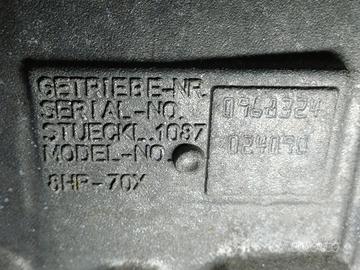 GETRIEBE-NR.
SERIAL-NO. 0968324
STUECKL. 1087
MODEL-NO. 024090
8HP-70X